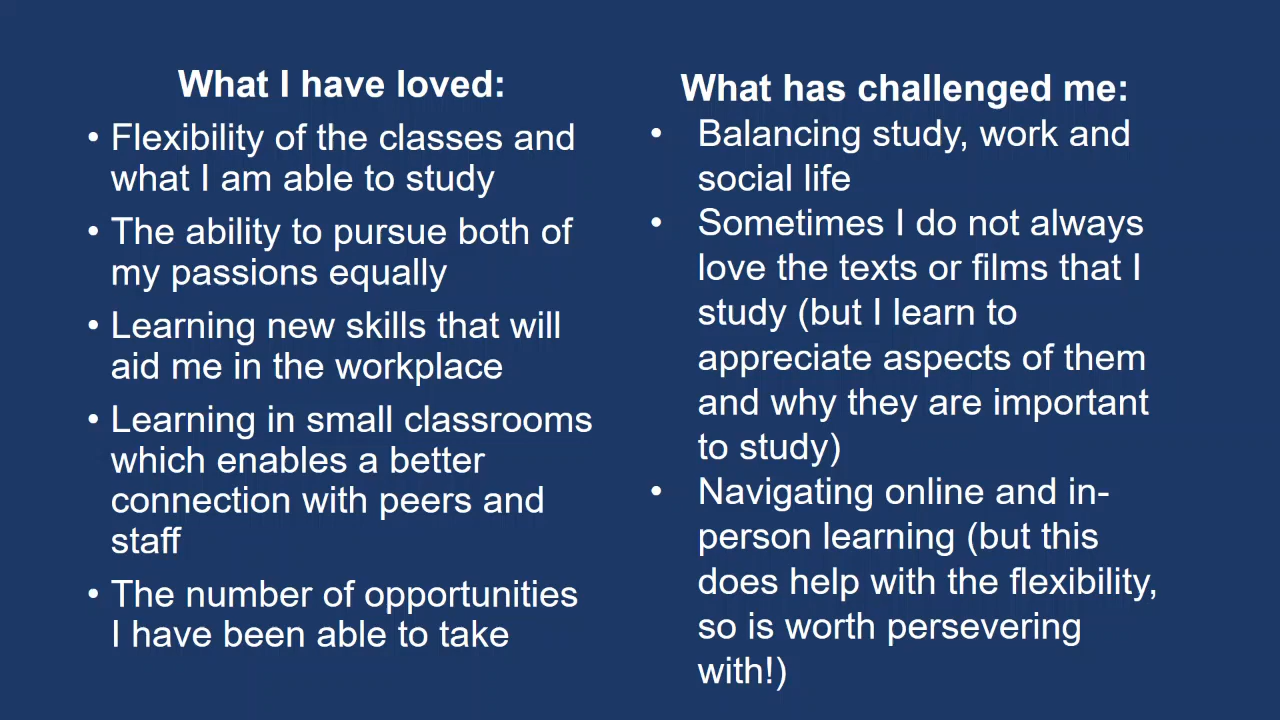 What I have loved:
• Flexibility of the classes and
what I am able to study
• The ability to pursue both of
my passions equally
• Learning new skills that will
aid me in the workplace
• Learning in small classrooms
which enables a better
connection with peers and
staff
• The number of opportunities
I have been able to take
What has challenged me:
• Balancing study, work and
social life
• Sometimes I do not always
love the texts or films that I
study (but I learn to
appreciate aspects of them
and why they are important
to study)
• Navigating online and in-
person learning (but this
does help with the flexibility,
so is worth persevering
with!)